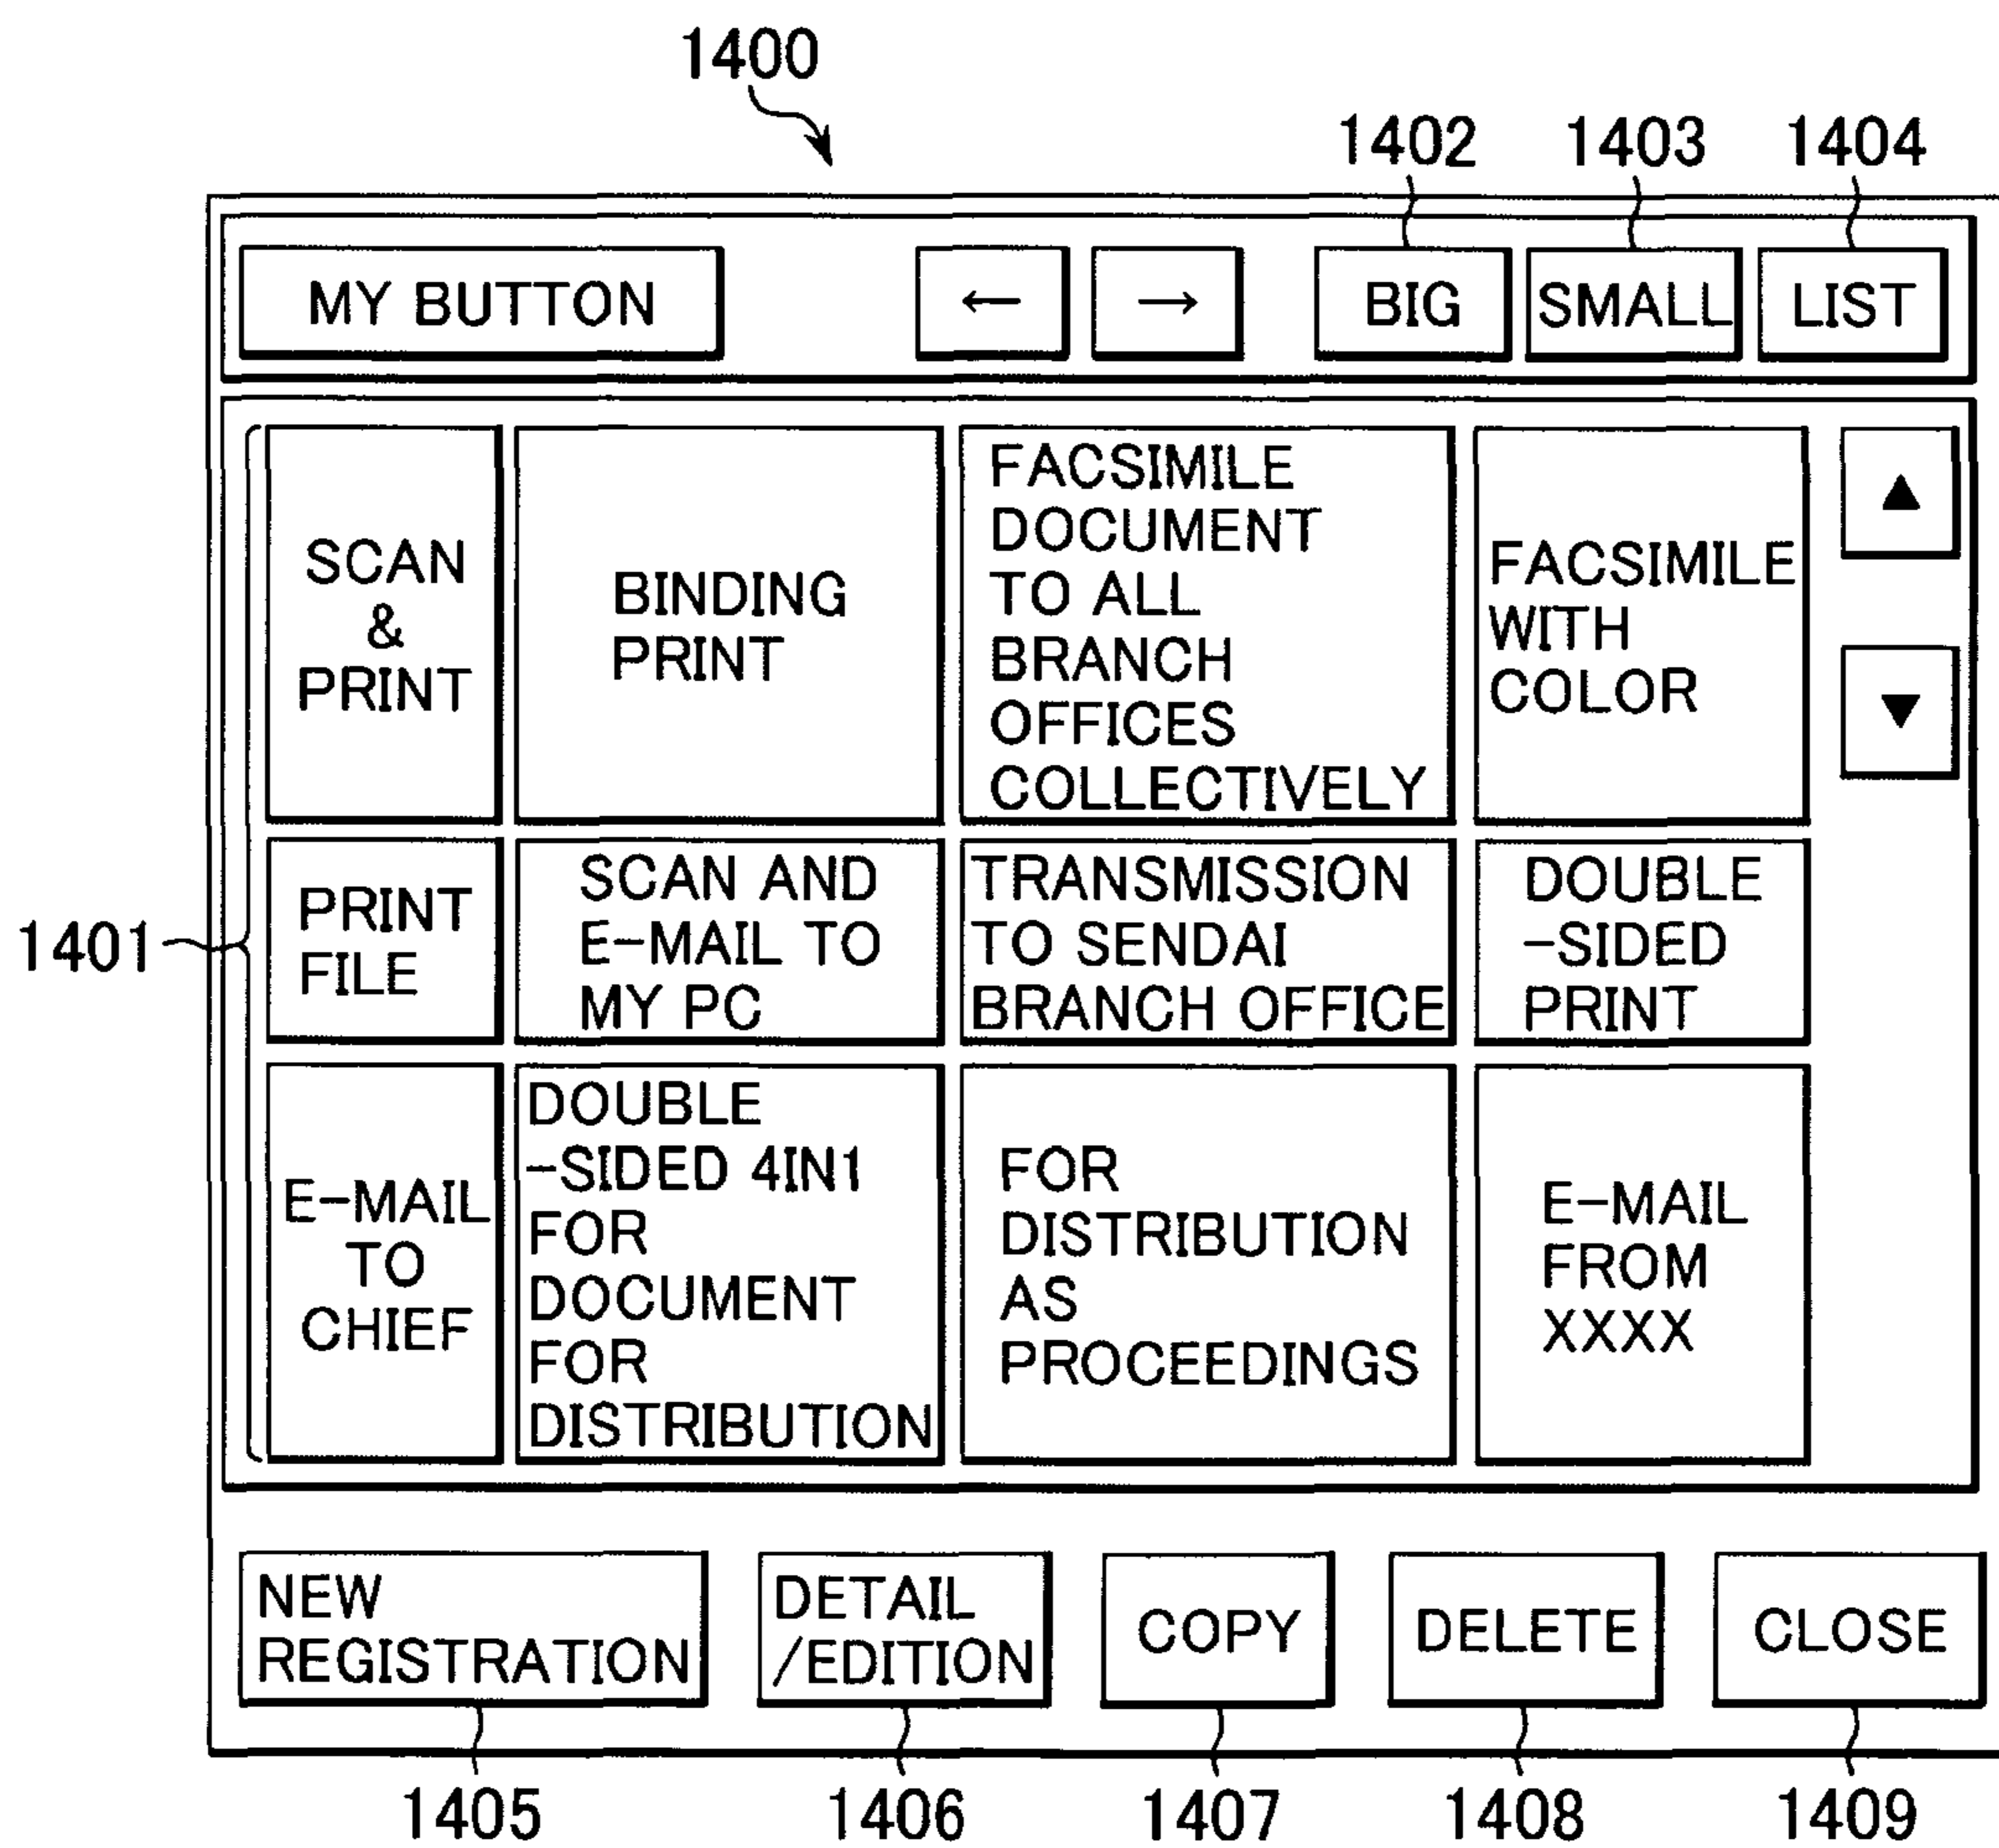 1400
1402
1403
1404
MY BUTTON
←
→
BIG
SMALL
LIST
SCAN
&
PRINT
BINDING
PRINT
FACSIMILE
DOCUMENT
TO ALL
BRANCH
OFFICES
COLLECTIVELY
FACSIMILE
WITH
COLOR
▲
▼
1401
PRINT
FILE
SCAN AND
E-MAIL TO
MY PC
TRANSMISSION
TO SENDAI
BRANCH OFFICE
DOUBLE
-SIDED
PRINT
E-MAIL
TO
CHIEF
DOUBLE
-SIDED 4IN1
FOR
DOCUMENT
FOR
DISTRIBUTION
FOR
DISTRIBUTION
AS
PROCEEDINGS
E-MAIL
FROM
XXXX
NEW
REGISTRATION
DETAIL
/EDITION
COPY
DELETE
CLOSE
1405
1406
1407
1408
1409